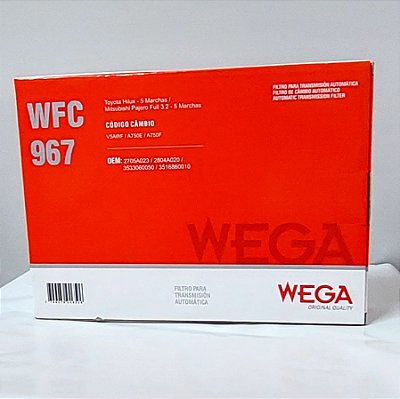 WFC
967
Toyota Hilux - 5 Marchas /
Mitsubishi Pajero Full 3.2 - 5 Marchas
CÓDIGO CÂMBIO
V5AWF / A750E / A750F
OEM: 2705A023 / 2804A020 /
3533060050 / 3516860010
FILTRO PARA TRANSMISIÓN AUTOMÁTICA
FILTRO DE CÂMBIO AUTOMÁTICO
AUTOMATIC TRANSMISSION FILTER
WEGA
FILTRO PARA
TRANSMISIÓN
AUTOMÁTICA
WEGA
ORIGINAL QUALITY